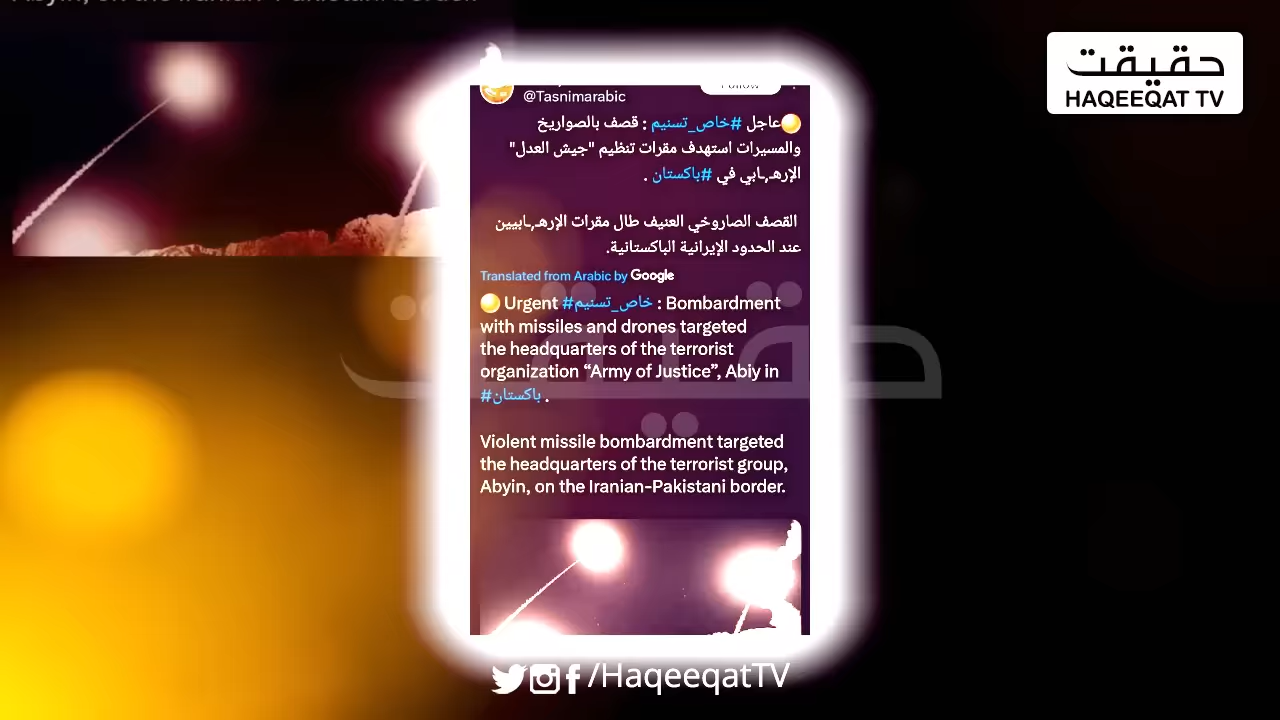 حقیقت
HAQEEQAT TV
@Tasnimarabic
عاجل #خاص_تسنيم : قصف بالصواريخ
والمسيرات استهدف مقرات تنظيم "جيش العدل"
الإرهـ,ـابي في #باكستان .
القصف الصاروخي العنيف طال مقرات الإرهـ,ـابيين
عند الحدود الإيرانية الباكستانية.
Translated from Arabic by Google
Urgent #خاص_تسنيم : Bombardment
with missiles and drones targeted
the headquarters of the terrorist
organization “Army of Justice”, Abiy in
#باكستان .
Violent missile bombardment targeted
the headquarters of the terrorist group,
Abyin, on the Iranian-Pakistani border.
حقیقت
/HaqeeqatTV